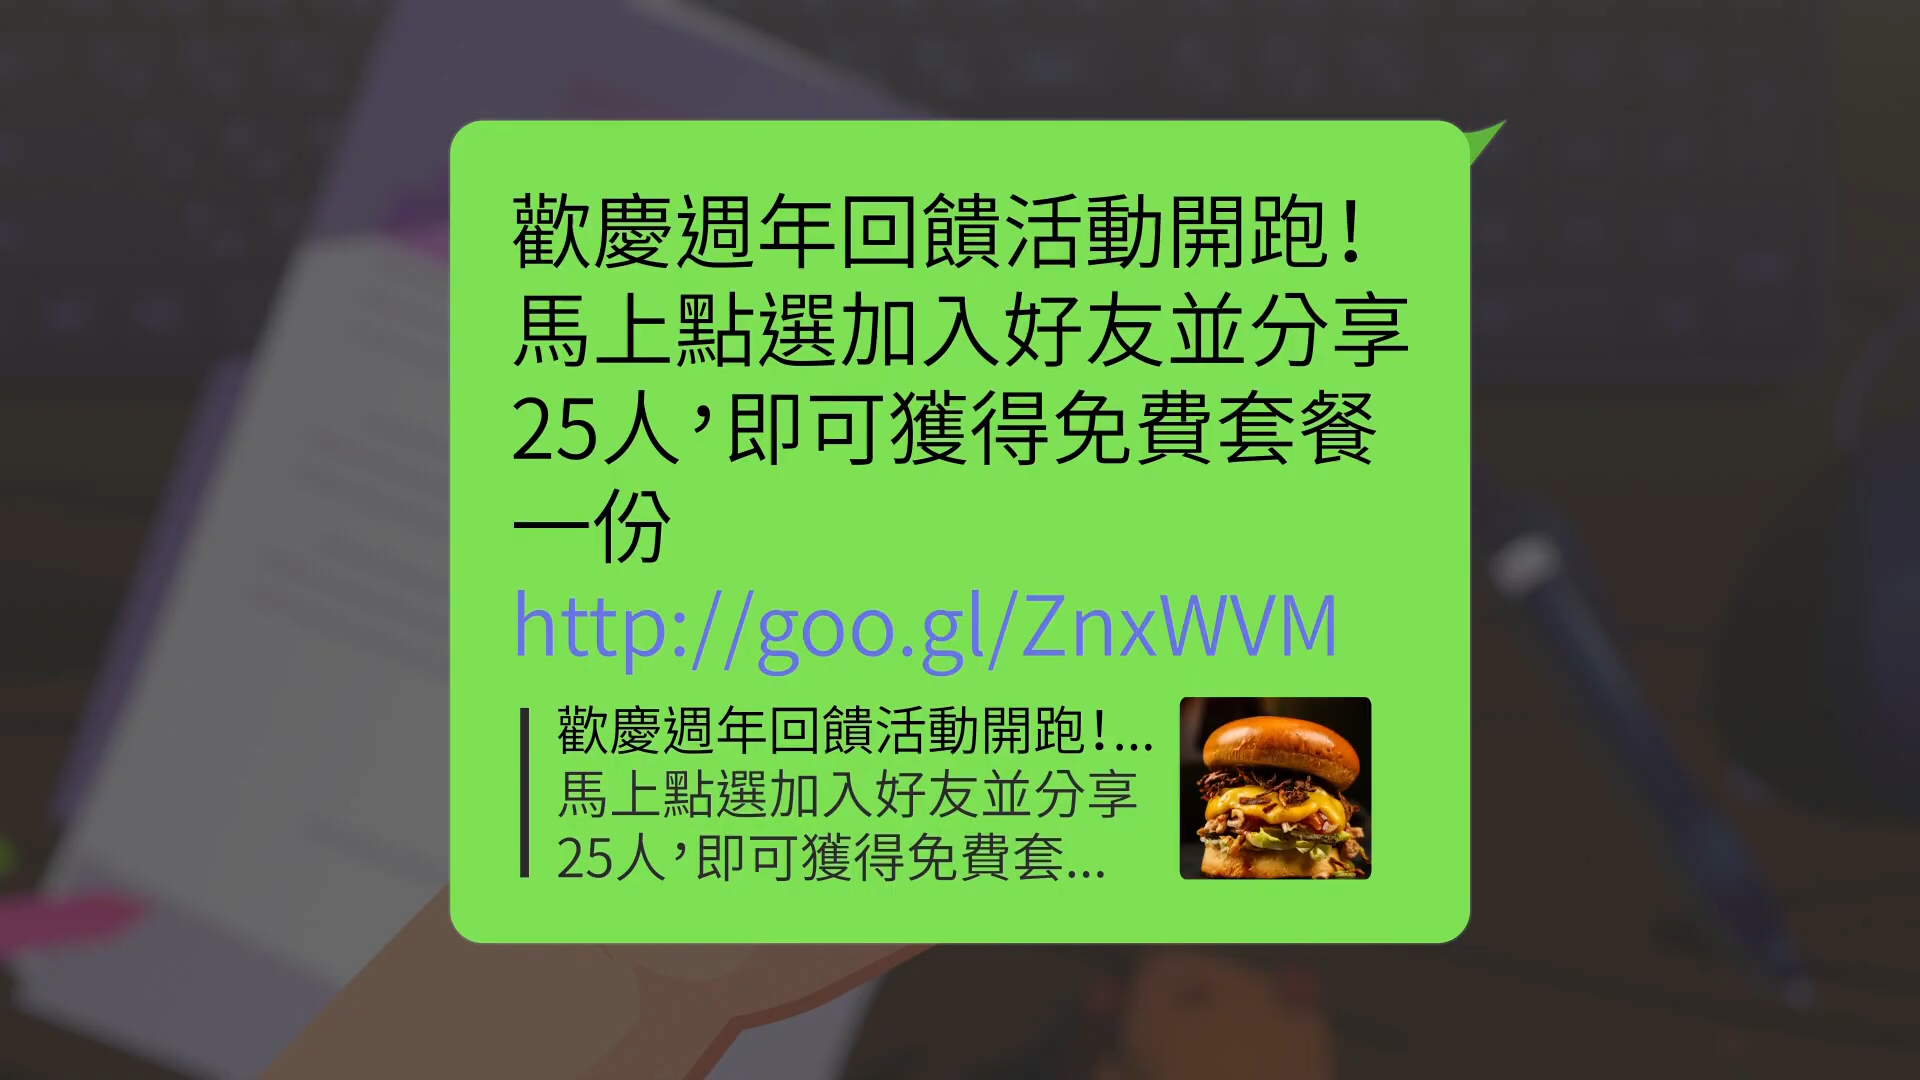 歡慶週年回饋活動開跑！
馬上點選加入好友並分享
25人，即可獲得免費套餐
一份
http://goo.gl/ZnxWVM
歡慶週年回饋活動開跑！...
馬上點選加入好友並分享
25人，即可獲得免費套...